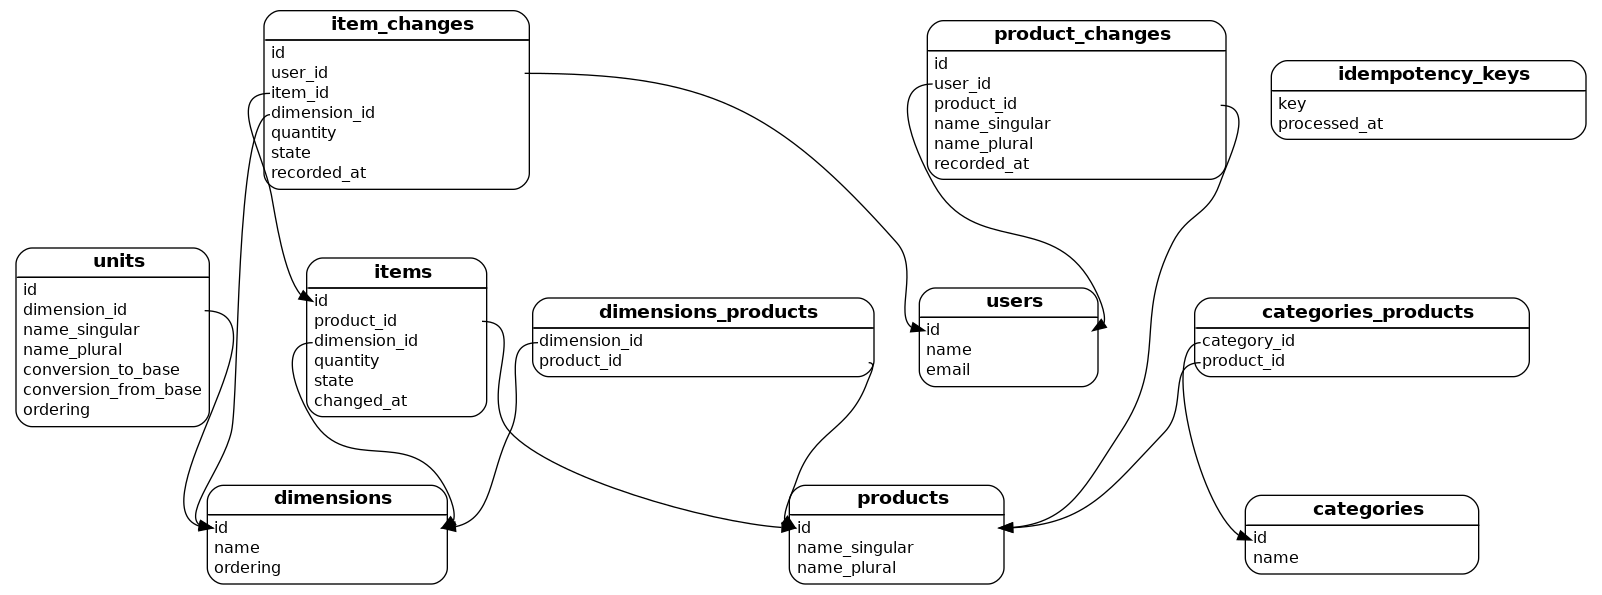 item_changes
id
user_id
item_id
dimension_id
quantity
state
recorded_at
product_changes
id
user_id
product_id
name_singular
name_plural
recorded_at
idempotency_keys
key
processed_at
units
id
dimension_id
name_singular
name_plural
conversion_to_base
conversion_from_base
ordering
items
id
product_id
dimension_id
quantity
state
changed_at
dimensions_products
dimension_id
product_id
users
id
name
email
categories_products
category_id
product_id
dimensions
id
name
ordering
products
id
name_singular
name_plural
categories
id
name